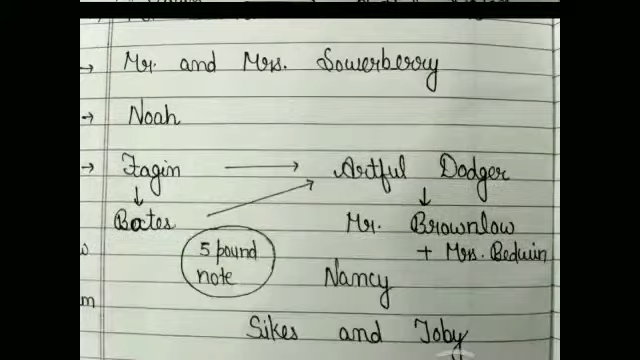 → Mr. and Mrs. Sowerberry
→ Noah
→ Fagin → Artful Dodger
↓ ↓
Bates → Mr. Brownlow
+ Mrs. Beduin
5 pound
note
Nancy
Sikes and Toby